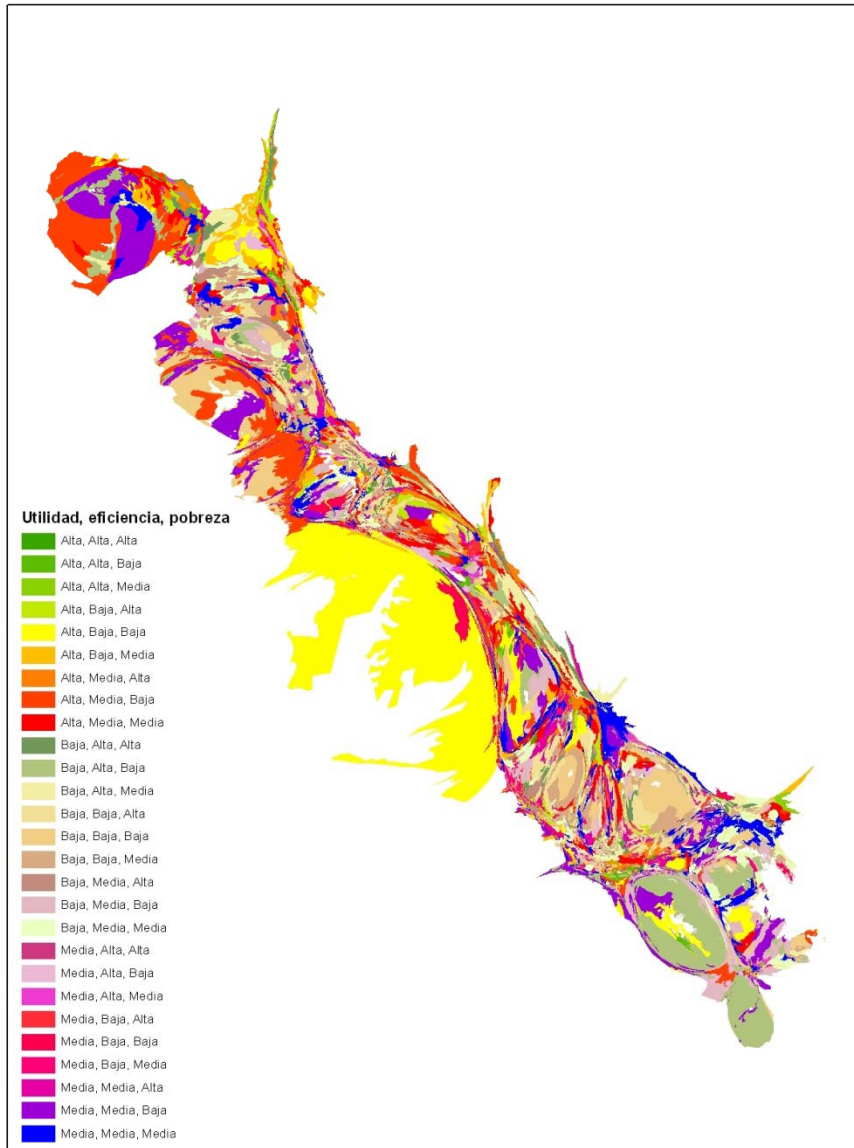 Utilidad, eficiencia, pobreza
Alta, Alta, Alta
Alta, Alta, Baja
Alta, Alta, Media
Alta, Baja, Alta
Alta, Baja, Baja
Alta, Baja, Media
Alta, Media, Alta
Alta, Media, Baja
Alta, Media, Media
Baja, Alta, Alta
Baja, Alta, Baja
Baja, Alta, Media
Baja, Baja, Alta
Baja, Baja, Baja
Baja, Baja, Media
Baja, Media, Alta
Baja, Media, Baja
Baja, Media, Media
Media, Alta, Alta
Media, Alta, Baja
Media, Alta, Media
Media, Baja, Alta
Media, Baja, Baja
Media, Baja, Media
Media, Media, Alta
Media, Media, Baja
Media, Media, Media